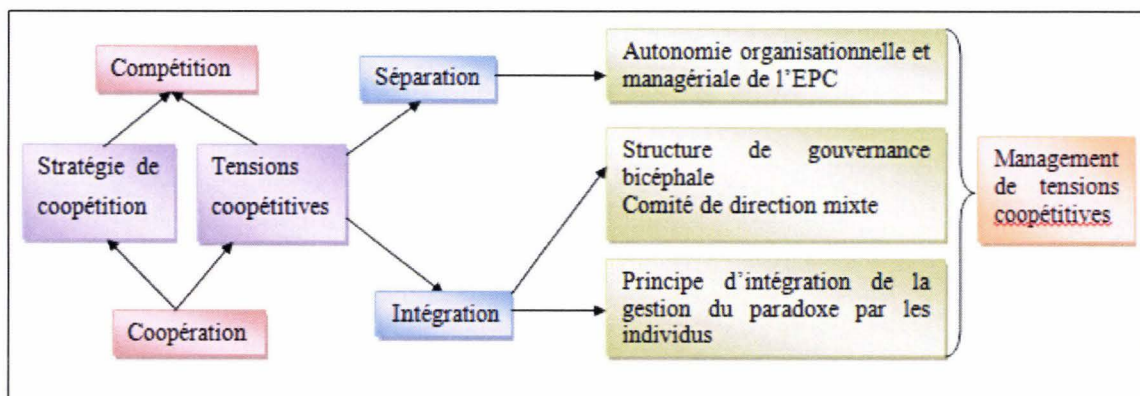 Compétition
Stratégie de
coopétition
Tensions
coopétitives
Coopération
Séparation
Intégration
Autonomie organisationnelle et
managériale de l'EPC
Structure de gouvernance
bicéphale
Comité de direction mixte
Principe d'intégration de la
gestion du paradoxe par les
individus
Management
de tensions
coopétitives